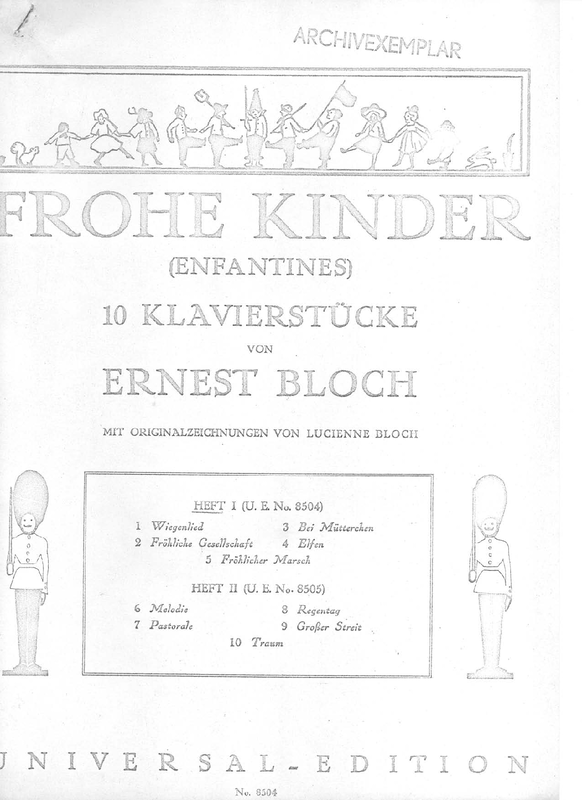 ARCHIVEXEMPLAR
FROHE KINDER
(ENFANTINES)
10 KLAVIERSTÜCKE
VON
ERNEST BLOCH
MIT ORIGINALZEICHNUNGEN VON LUCIENNE BLOCH
HEFT I (U. E. No. 8504)
1 Wiegenlied 3 Bei Mütterchen
2 Fröhliche Gesellschaft 4 Elfen
5 Fröhlicher Marsch
HEFT II (U. E. No. 8505)
6 Melodie 8 Regentag
7 Pastorale 9 Großer Streit
10 Traum
UNIVERSAL-EDITION
No. 8504